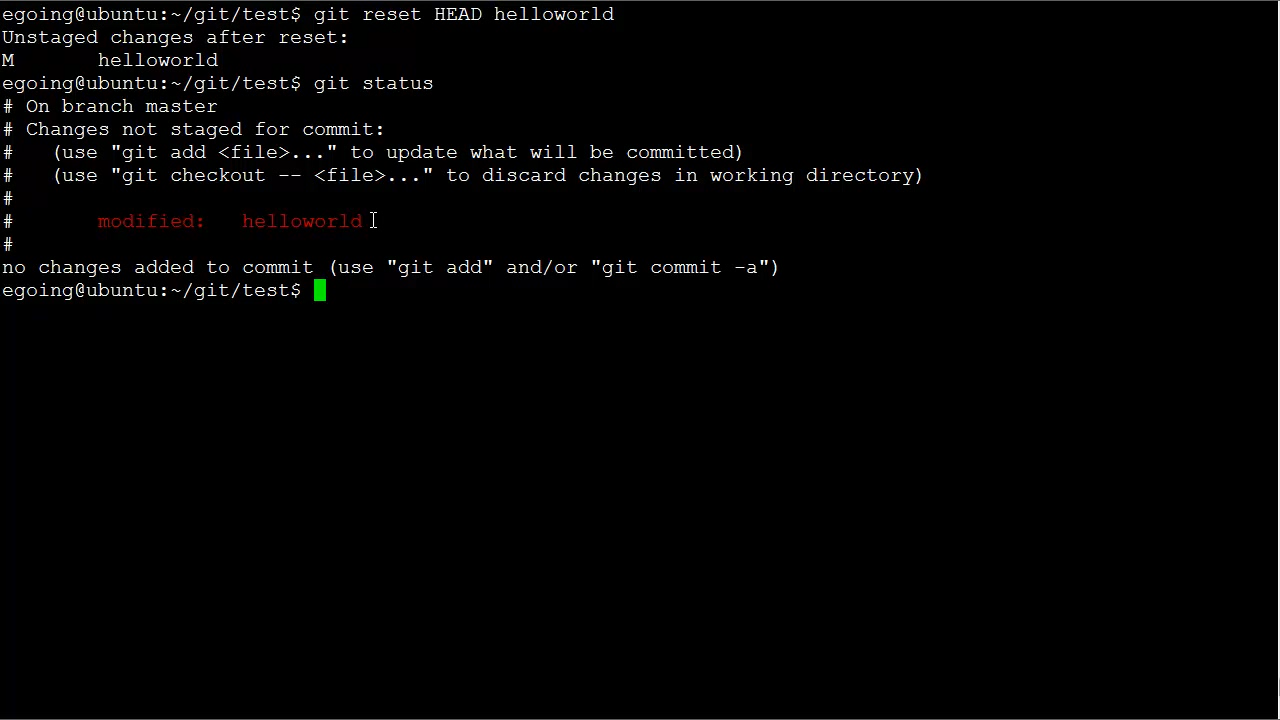 egoing@ubuntu:~/git/test$ git reset HEAD helloworld
Unstaged changes after reset:
M       helloworld
egoing@ubuntu:~/git/test$ git status
# On branch master
# Changes not staged for commit:
#   (use "git add <file>..." to update what will be committed)
#   (use "git checkout -- <file>..." to discard changes in working directory)
#
#       modified:   helloworld
#
no changes added to commit (use "git add" and/or "git commit -a")
egoing@ubuntu:~/git/test$